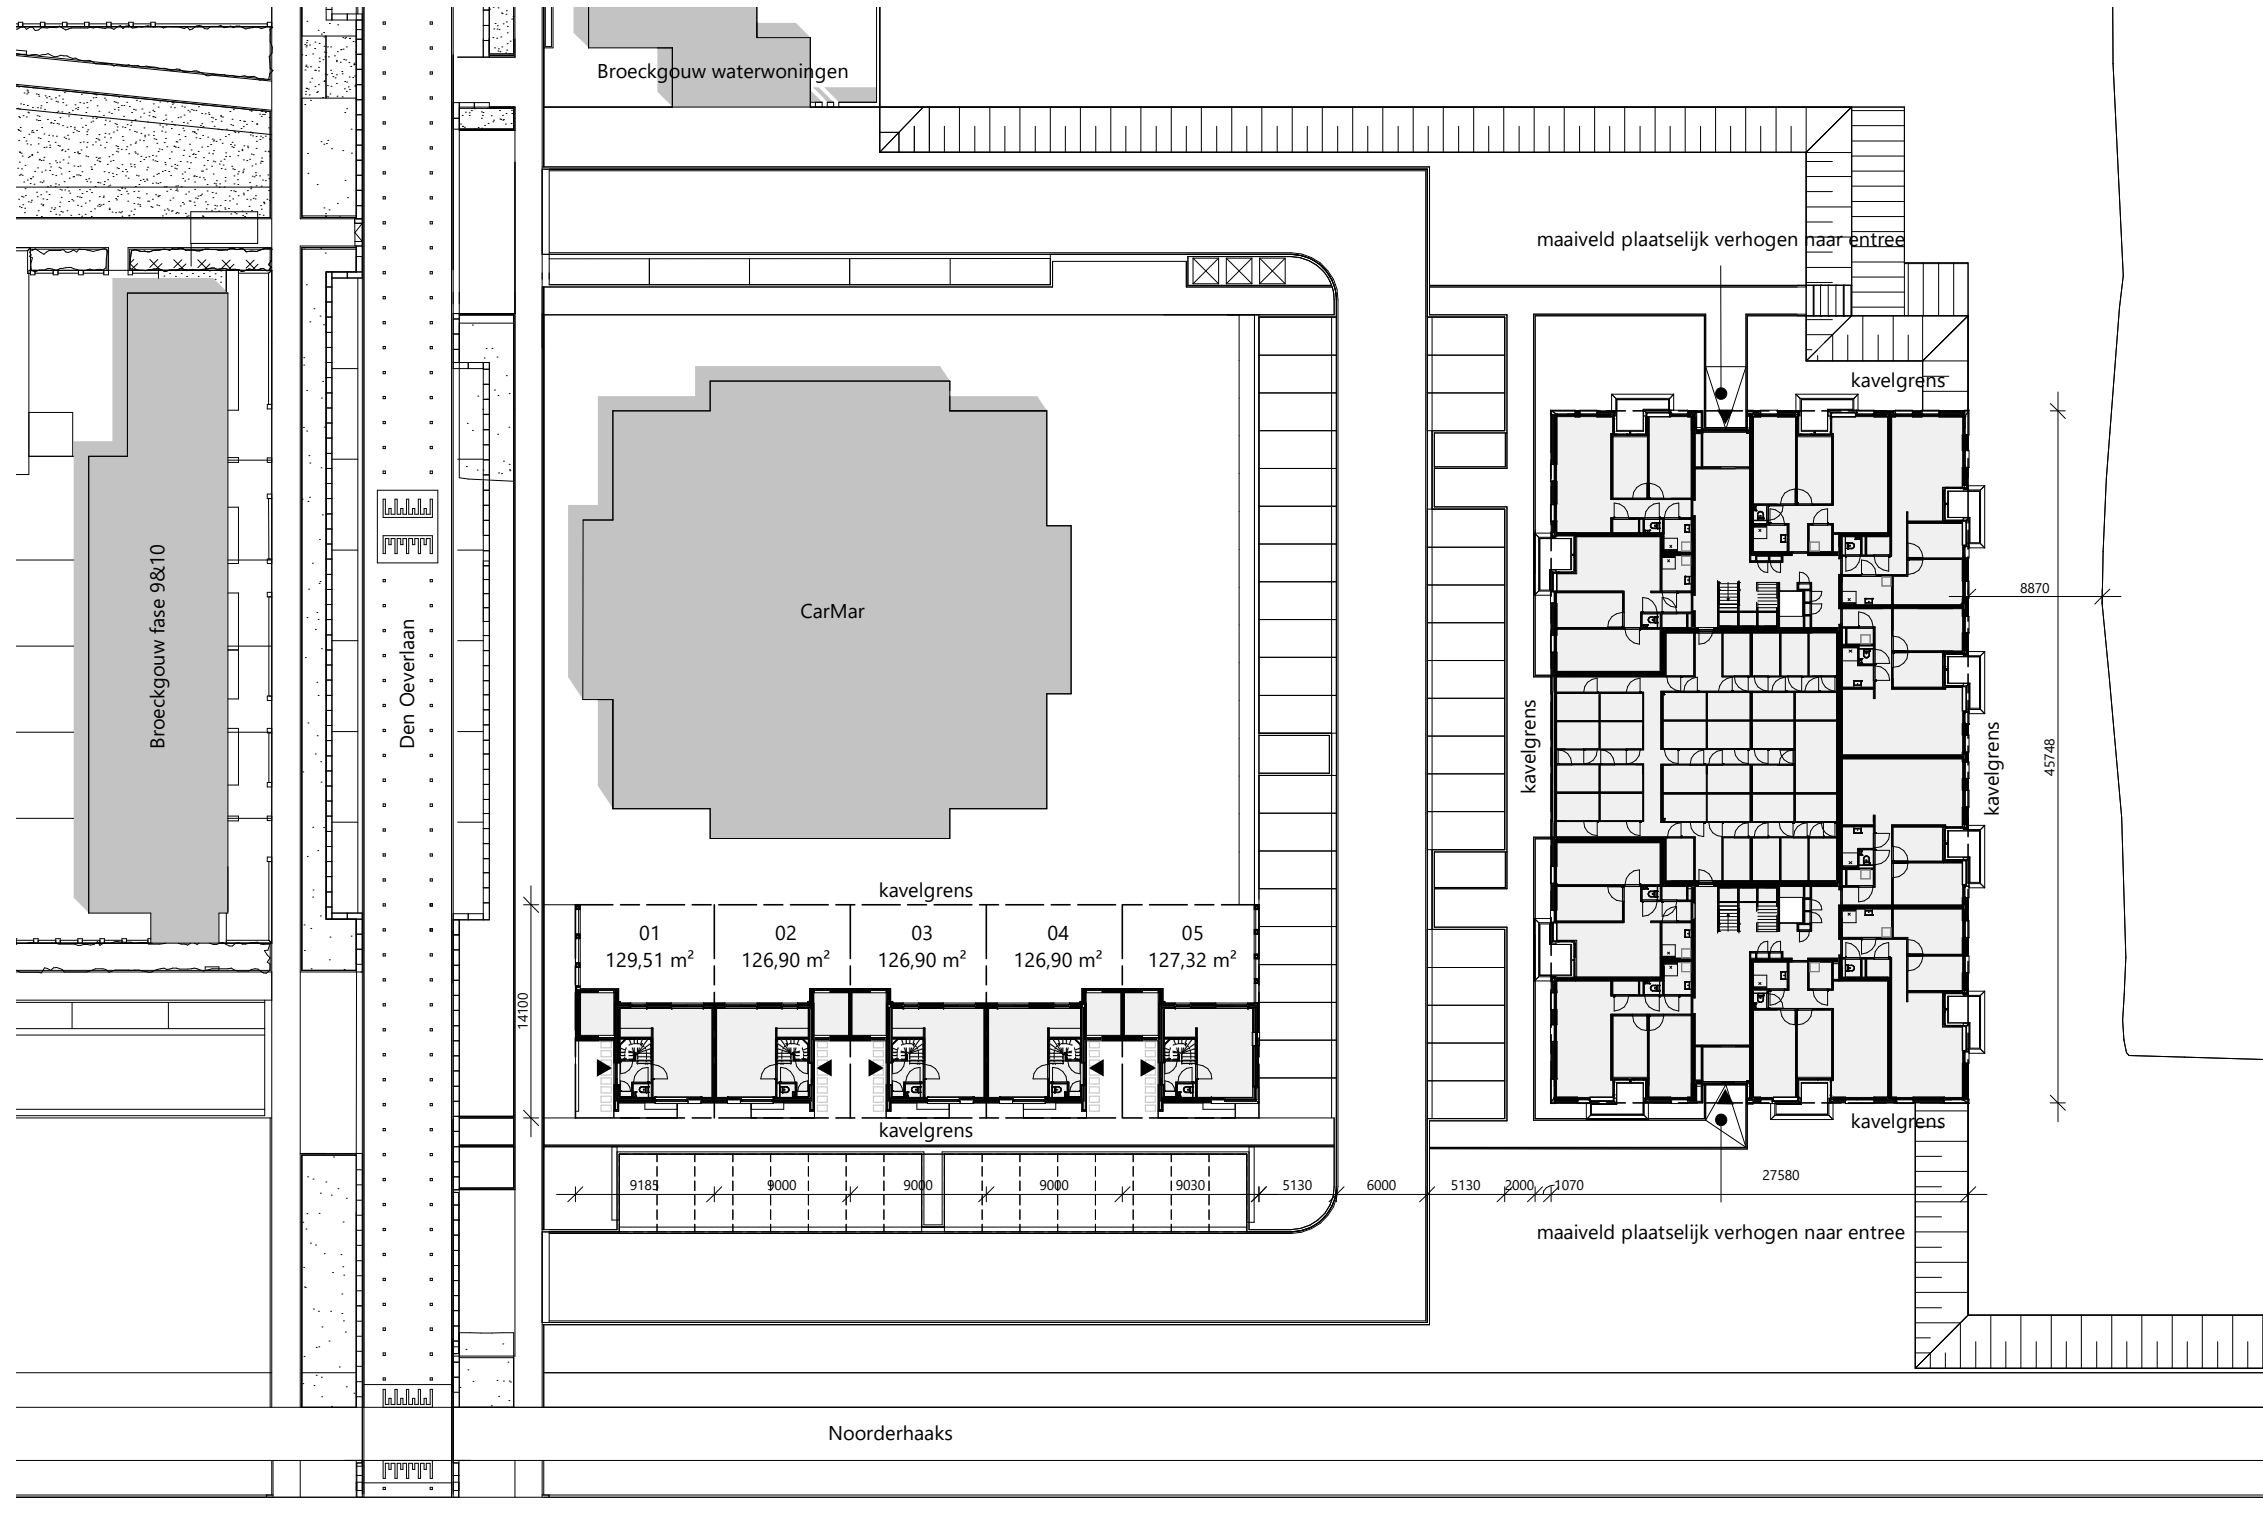 Broeckgouw waterwoningen
maaiveld plaatselijk verhogen naar entree
kavelgrens
8870
CarMar
Broeckgouw fase 9&10
Den Oeverlaan
kavelgrens
kavelgrens
45748
kavelgrens
01
129,51 m²
02
126,90 m²
03
126,90 m²
04
126,90 m²
05
127,32 m²
14100
kavelgrens
kavelgrens
9185
9000
9000
9000
9030
5130
6000
5130
2000
1070
27580
maaiveld plaatselijk verhogen naar entree
Noorderhaaks